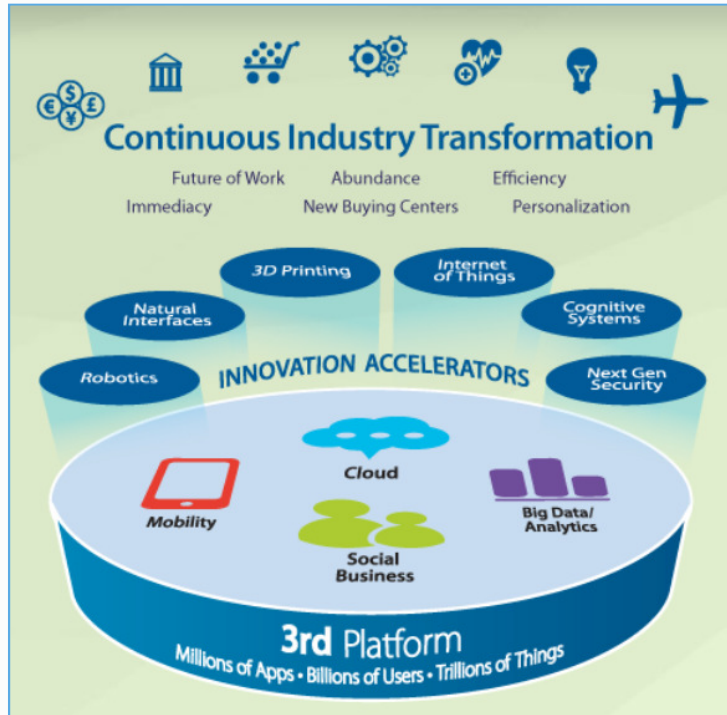 € $ £ ¥
Continuous Industry Transformation
Future of Work Abundance Efficiency
Immediacy New Buying Centers Personalization
3D Printing
Internet
of Things
Natural
Interfaces
Cognitive
Systems
Robotics
INNOVATION ACCELERATORS
Next Gen
Security
Cloud
Mobility
Big Data/
Analytics
Social
Business
3rd Platform
Millions of Apps • Billions of Users • Trillions of Things